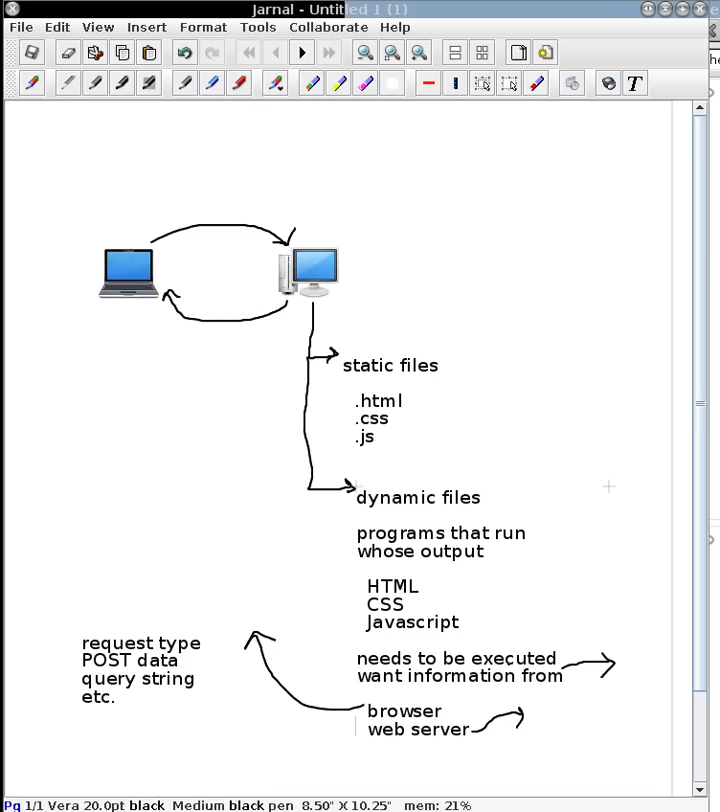 Jarnal - Untitled 1 (1)
File Edit View Insert Format Tools Collaborate Help
T
static files
.html
.css
.js
dynamic files
programs that run
whose output
HTML
CSS
Javascript
needs to be executed
want information from
browser
web server
request type
POST data
query string
etc.
Pg 1/1 Vera 20.0pt black Medium black pen 8.50" X 10.25" mem: 21%